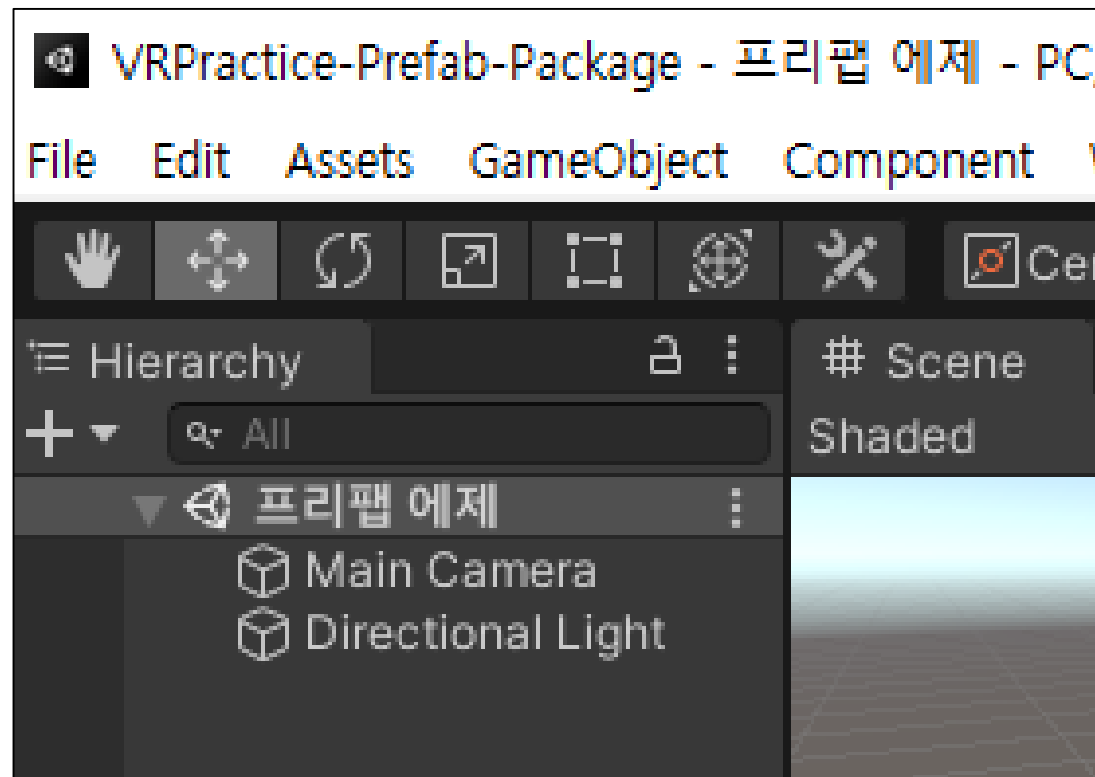 VRPractice-Prefab-Package - 프리팹 에제 - PC,
File Edit Assets GameObject Component
Cen
Hierarchy
Scene
All
Shaded
프리팹 에제
Main Camera
Directional Light